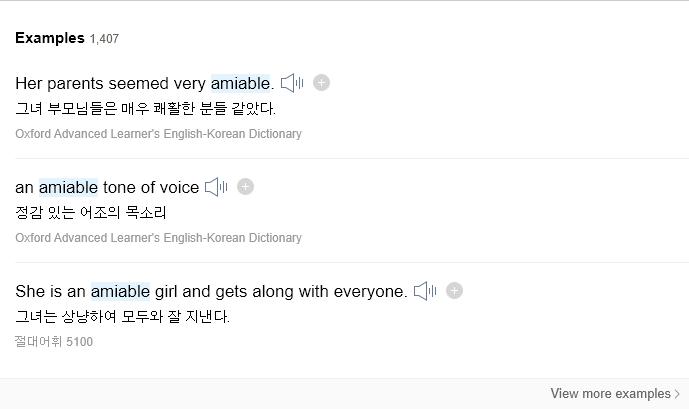 Examples 1,407
Her parents seemed very amiable.
그녀 부모님들은 매우 쾌활한 분들 같았다.
Oxford Advanced Learner's English-Korean Dictionary
an amiable tone of voice
정감 있는 어조의 목소리
Oxford Advanced Learner's English-Korean Dictionary
She is an amiable girl and gets along with everyone.
그녀는 상냥하여 모두와 잘 지낸다.
절대어휘 5100
View more examples